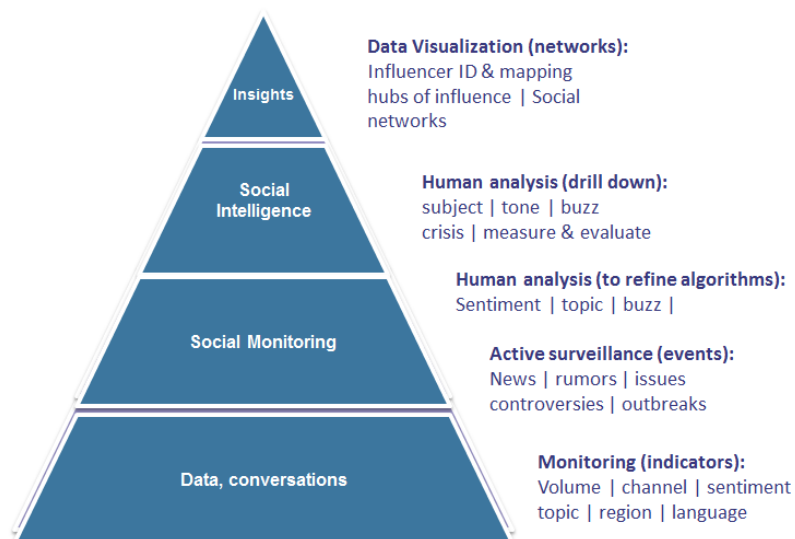 Insights
Data Visualization (networks):
Influencer ID & mapping
hubs of influence | Social
networks
Social
Intelligence
Human analysis (drill down):
subject | tone | buzz
crisis | measure & evaluate
Human analysis (to refine algorithms):
Sentiment | topic | buzz |
Social Monitoring
Active surveillance (events):
News | rumors | issues
controversies | outbreaks
Data, conversations
Monitoring (indicators):
Volume | channel | sentiment
topic | region | language